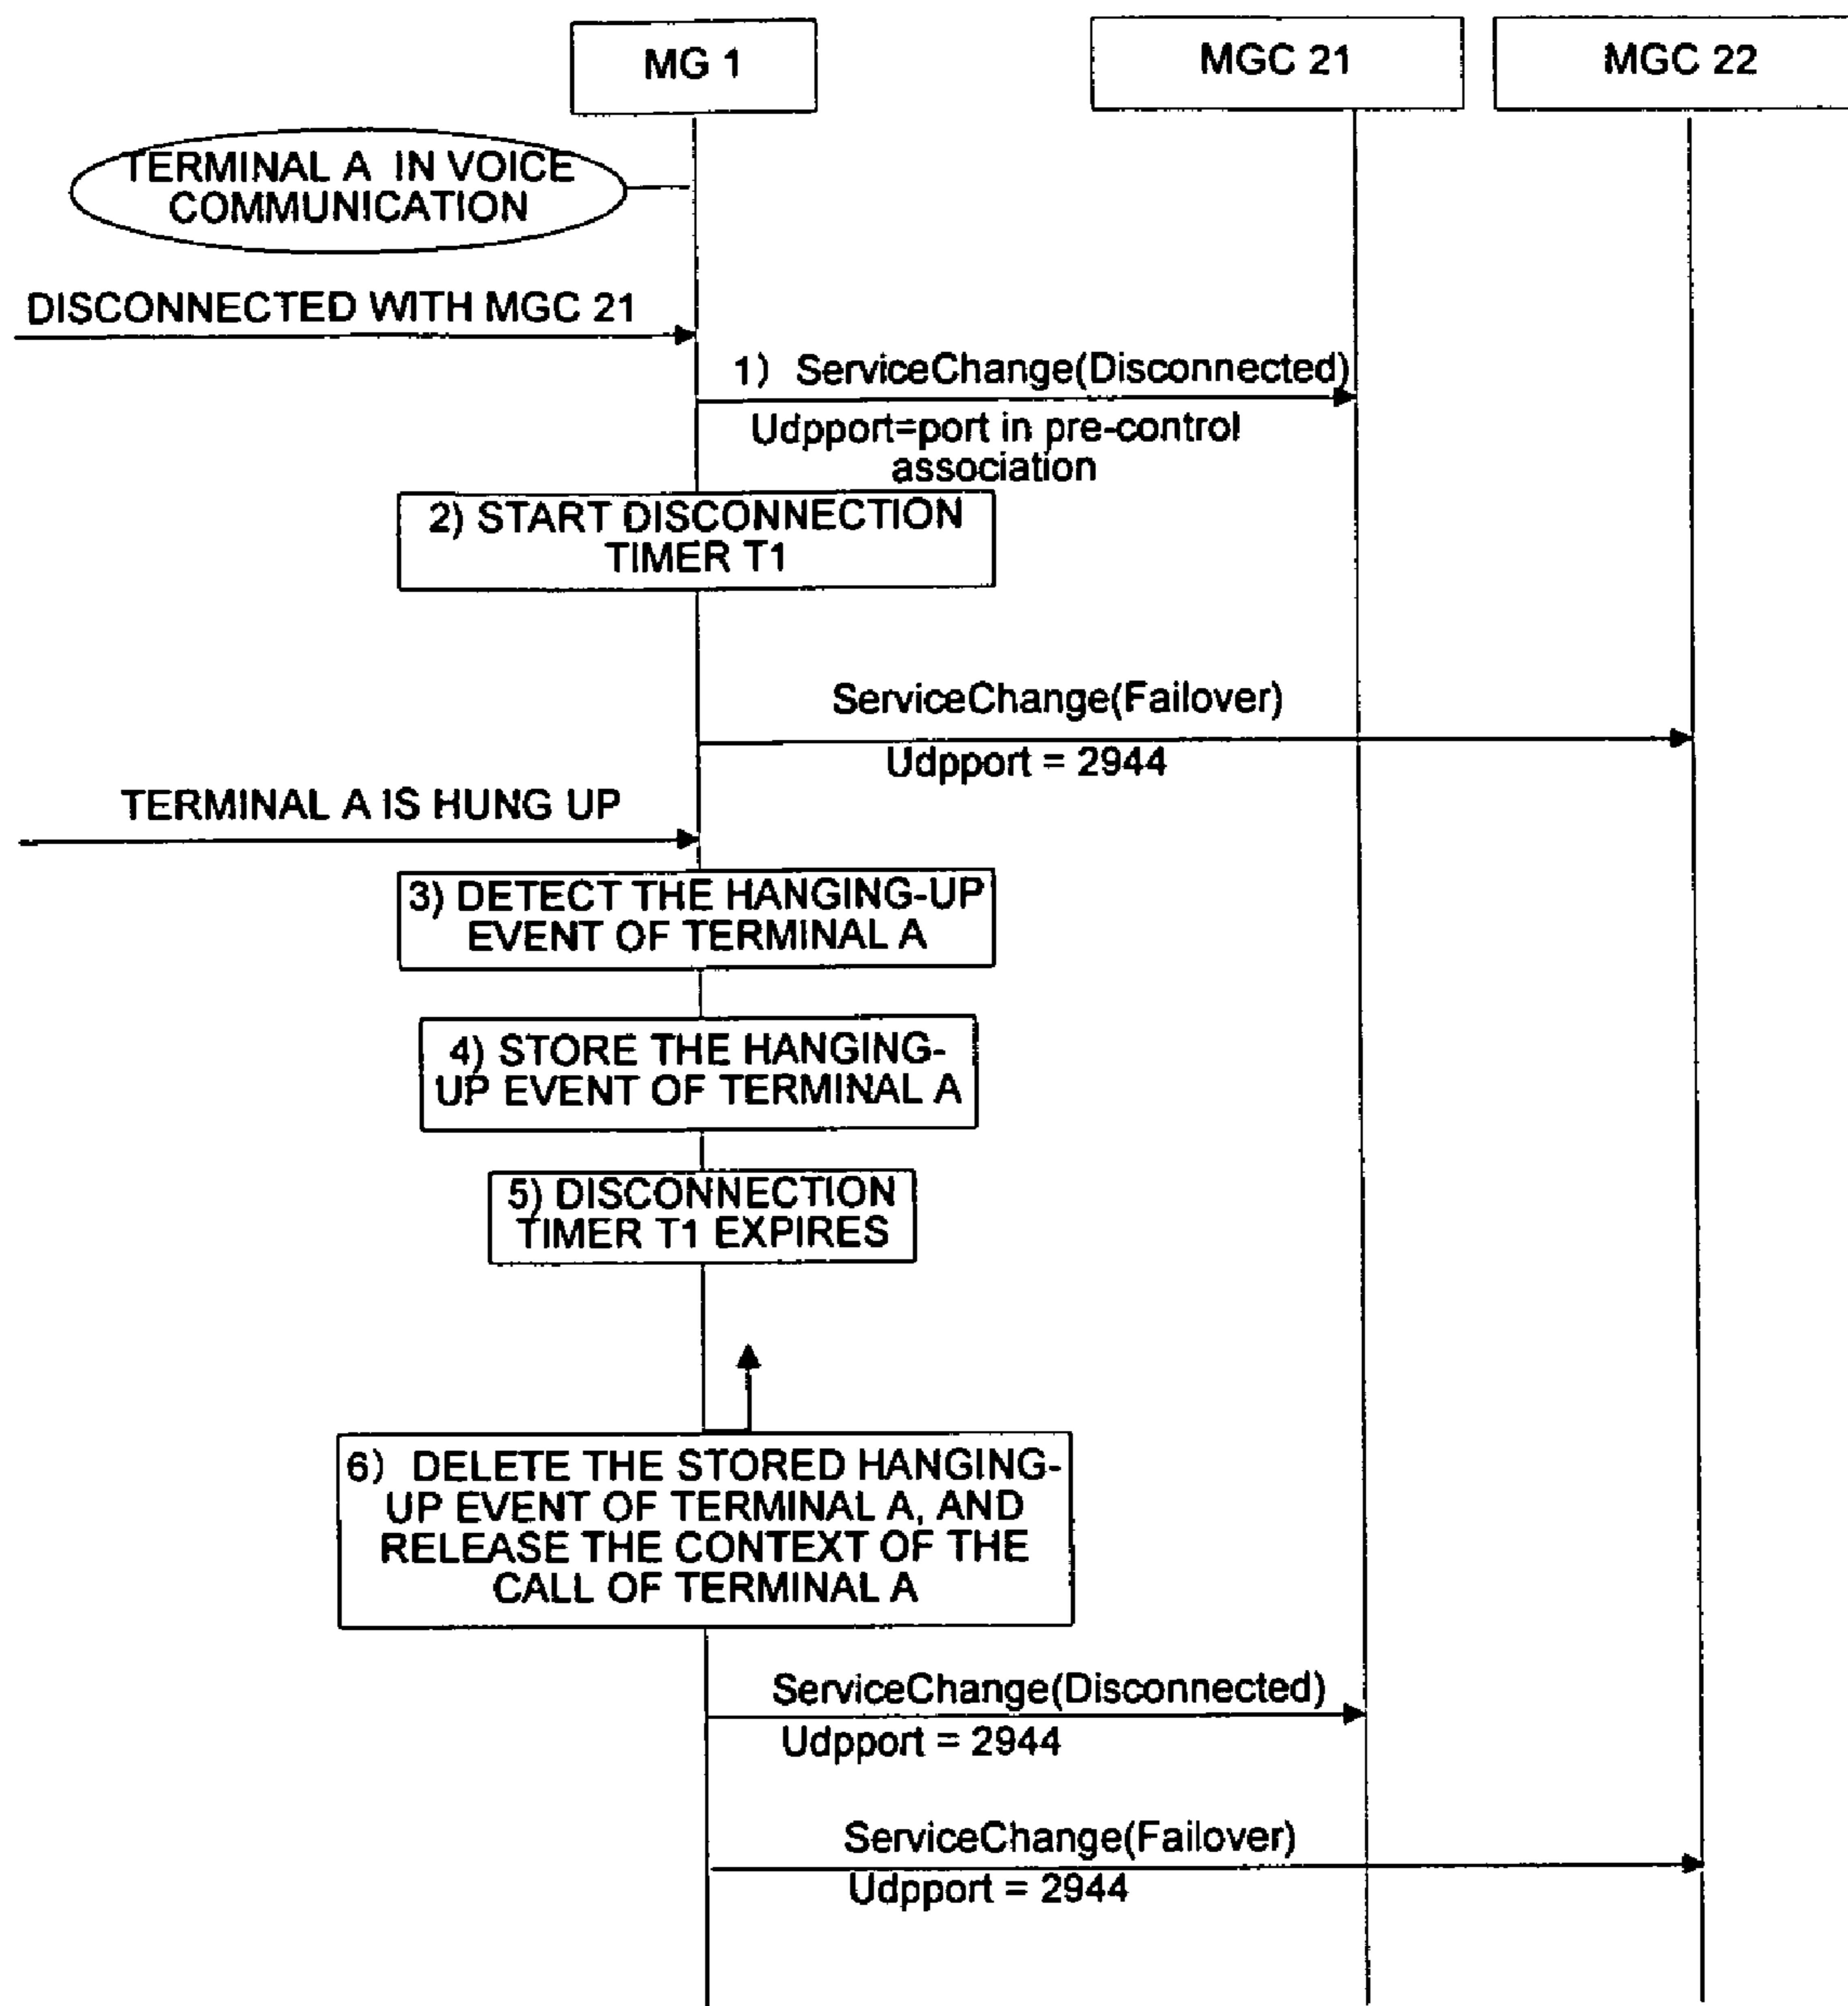 MG 1
MGC 21
MGC 22
TERMINAL A IN VOICE
COMMUNICATION
DISCONNECTED WITH MGC 21
1) ServiceChange(Disconnected)
Udpport=port in pre-control
association
2) START DISCONNECTION
TIMER T1
ServiceChange(Failover)
Udpport = 2944
TERMINAL A IS HUNG UP
3) DETECT THE HANGING-UP
EVENT OF TERMINAL A
4) STORE THE HANGING-
UP EVENT OF TERMINAL A
5) DISCONNECTION
TIMER T1 EXPIRES
6) DELETE THE STORED HANGING-
UP EVENT OF TERMINAL A, AND
RELEASE THE CONTEXT OF THE
CALL OF TERMINAL A
ServiceChange(Disconnected)
Udpport = 2944
ServiceChange(Failover)
Udpport = 2944